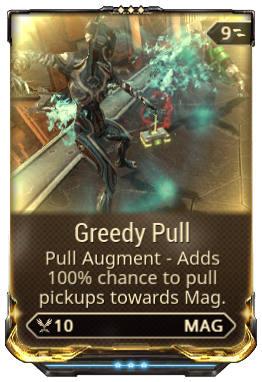 9
Greedy Pull
Pull Augment - Adds
100% chance to pull
pickups towards Mag.
10 MAG